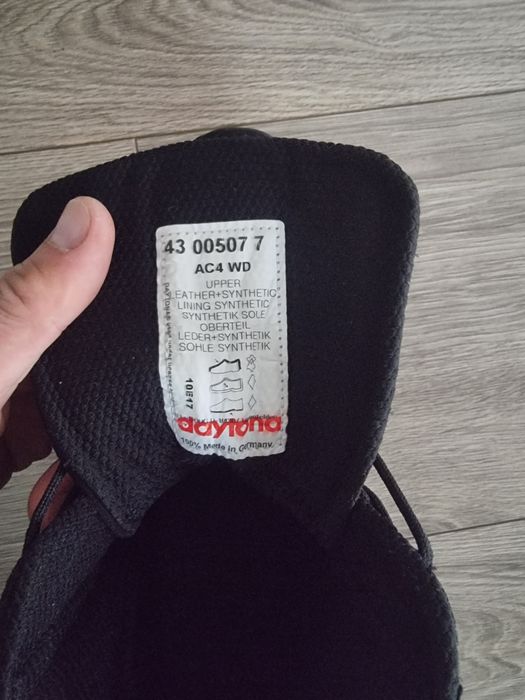 43 00507 7
AC4 WD
UPPER
LEATHER+SYNTHETIC
LINING SYNTHETIC
SYNTHETIK SOLE
OBERTEIL
LEDER+SYNTHETIK
SOHLE SYNTHETIK
daytona
100% Made in Germany